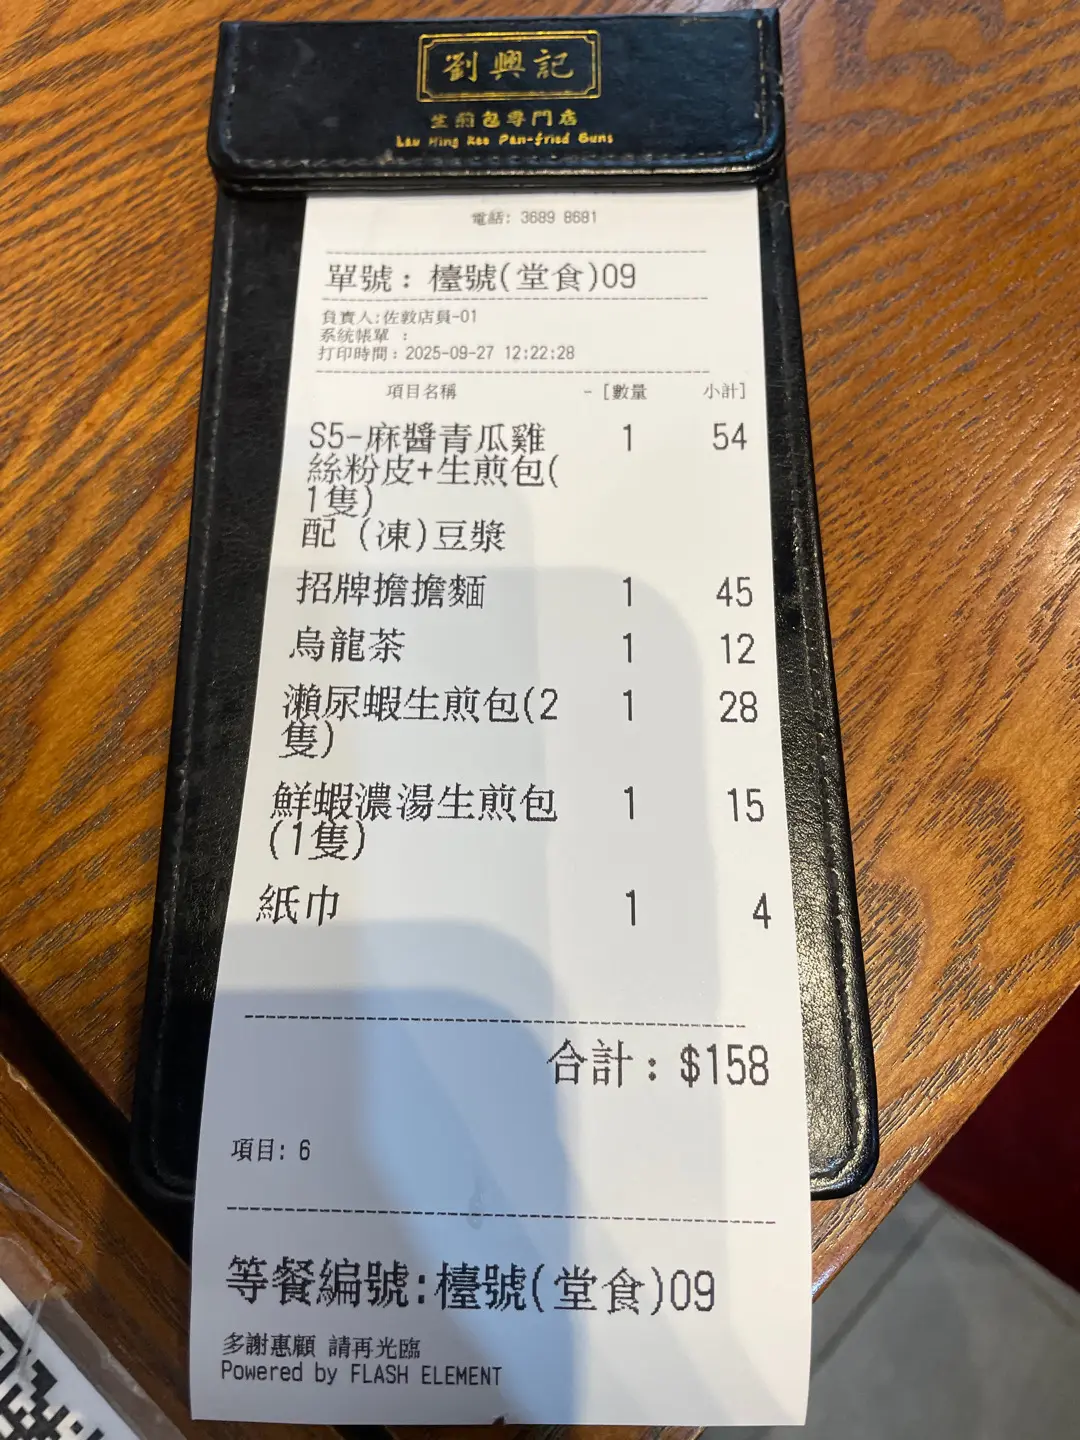 劉興記
生煎包專門店
Lau Hing Kee Pan-fried Buns
電話: 3689 8681
單號: 檯號(堂食)09
負責人:佐敦店員-01
系統帳單 :
打印時間: 2025-09-27 12:22:28
項目名稱 - [數量 小計]
S5-麻醬青瓜雞 1 54
絲粉皮+生煎包(
1隻)
配 (凍)豆漿
招牌擔擔麵 1 45
烏龍茶 1 12
瀨尿蝦生煎包(2 1 28
隻)
鮮蝦濃湯生煎包 1 15
(1隻)
紙巾 1 4
合計: $158
項目: 6
等餐編號:檯號(堂食)09
多謝惠顧 請再光臨
Powered by FLASH ELEMENT